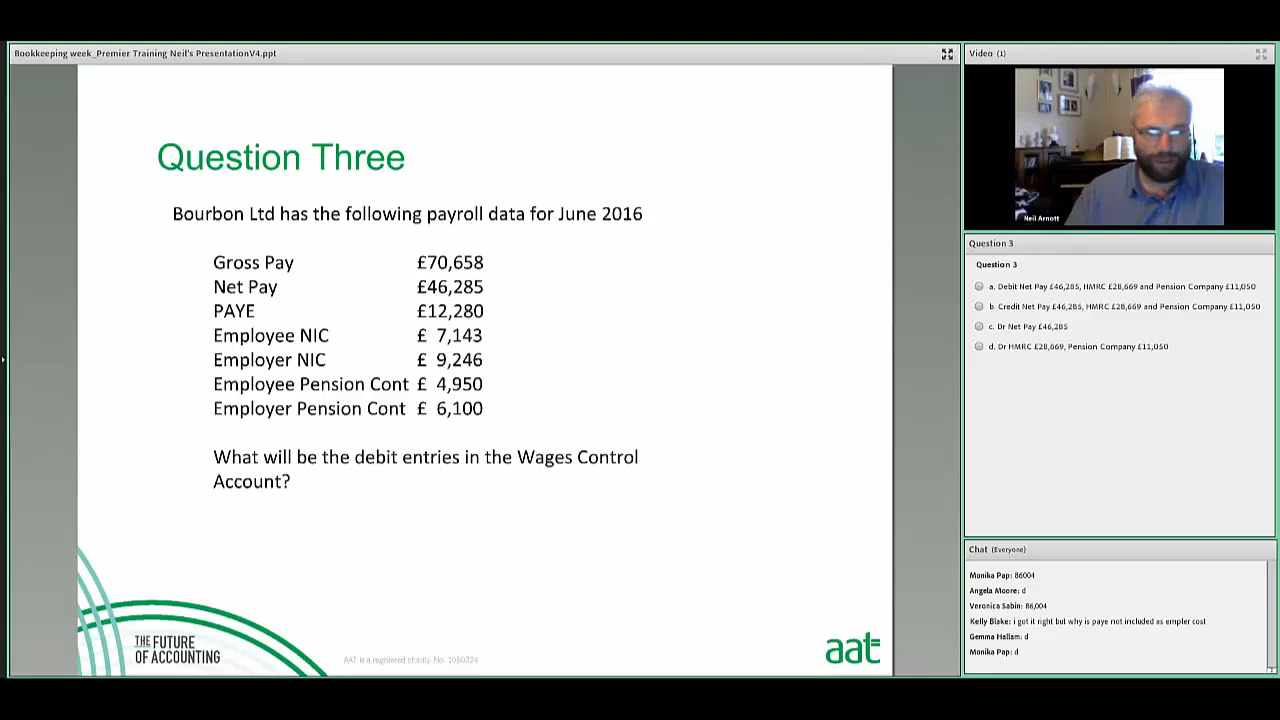 Bookkeeping week_Premier Training Neil's PresentationV4.ppt
Question Three
Bourbon Ltd has the following payroll data for June 2016
Gross Pay £70,658
Net Pay £46,285
PAYE £12,280
Employee NIC £ 7,143
Employer NIC £ 9,246
Employee Pension Cont £ 4,950
Employer Pension Cont £ 6,100
What will be the debit entries in the Wages Control
Account?
THE FUTURE
OF ACCOUNTING
AAT is a registered charity. No. 1050724
aat
Video (1)
Neil Arnott
Question 3
Question 3
a. Debit Net Pay £46,285, HMRC £28,669 and Pension Company £11,050
b. Credit Net Pay £46,285, HMRC £28,669 and Pension Company £11,050
c. Dr Net Pay £46,285
d. Dr HMRC £28,669, Pension Company £11,050
Chat (Everyone)
Monika Pap: 86004
Angela Moore: d
Veronica Sabin: 86,004
Kelly Blake: i got it right but why is paye not included as empler cost
Gemma Hallam: d
Monika Pap: d